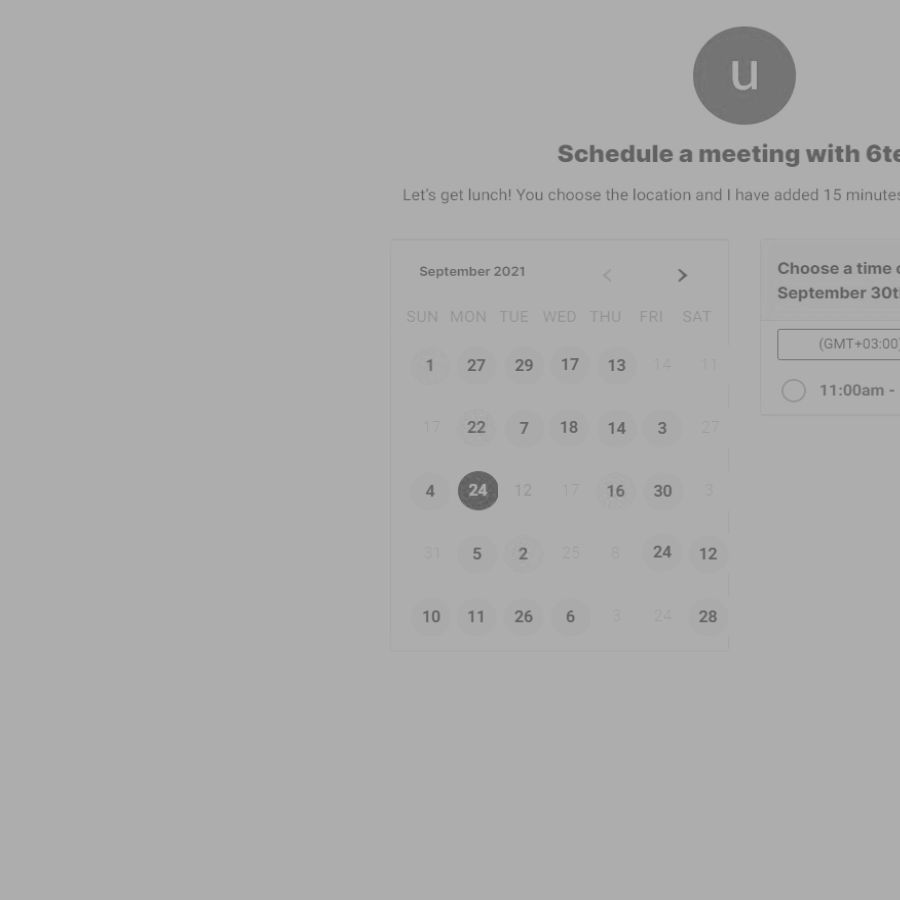 u
Schedule a meeting with 6te
Let's get lunch! You choose the location and I have added 15 minutes
September 2021
SUN MON TUE WED THU FRI SAT
1 27 29 17 13 14 11
17 22 7 18 14 3 27
4 24 12 17 16 30 3
31 5 2 25 8 24 12
10 11 26 6 3 24 28
Choose a time
September 30t
(GMT+03:00)
11:00am -